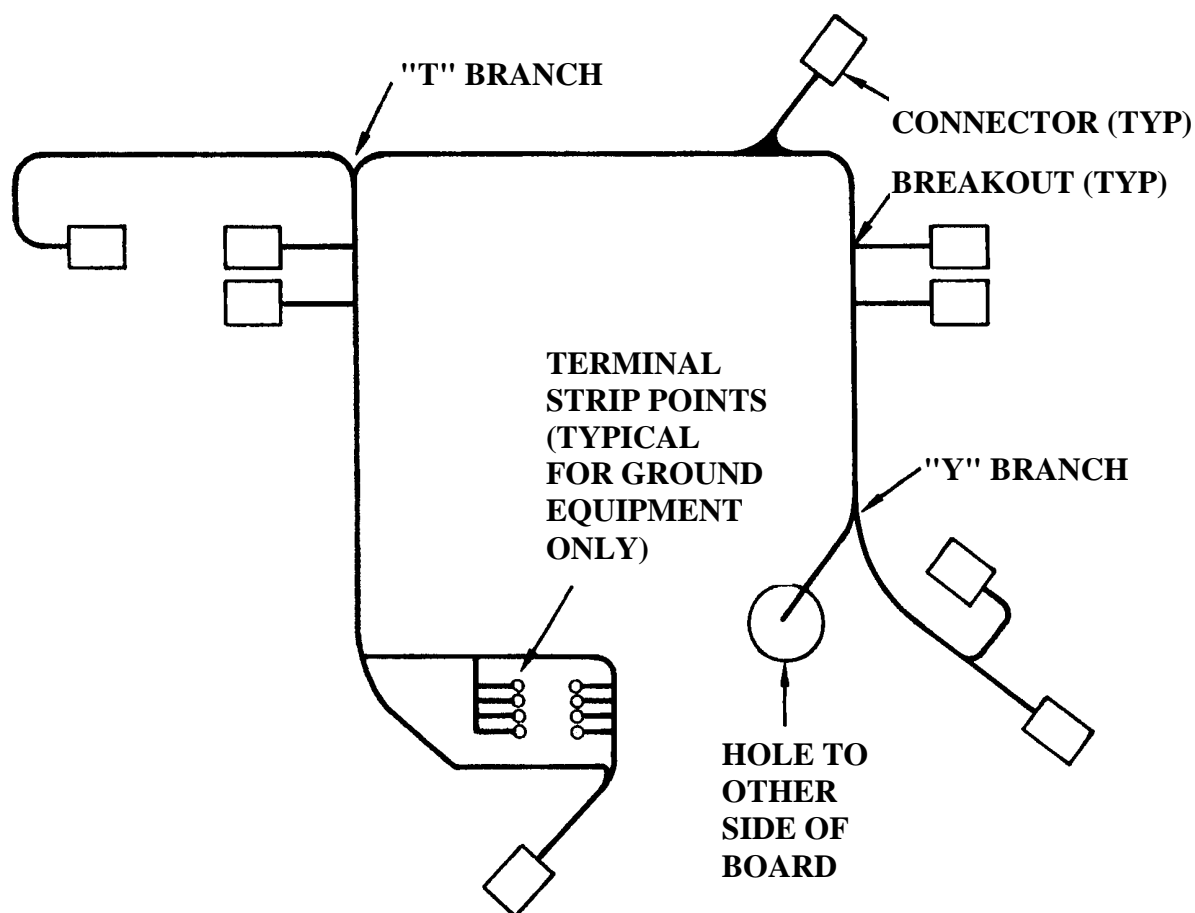 "T" BRANCH
CONNECTOR (TYP)
BREAKOUT (TYP)
TERMINAL
STRIP POINTS
(TYPICAL
FOR GROUND
EQUIPMENT
ONLY)
"Y" BRANCH
HOLE TO
OTHER
SIDE OF
BOARD